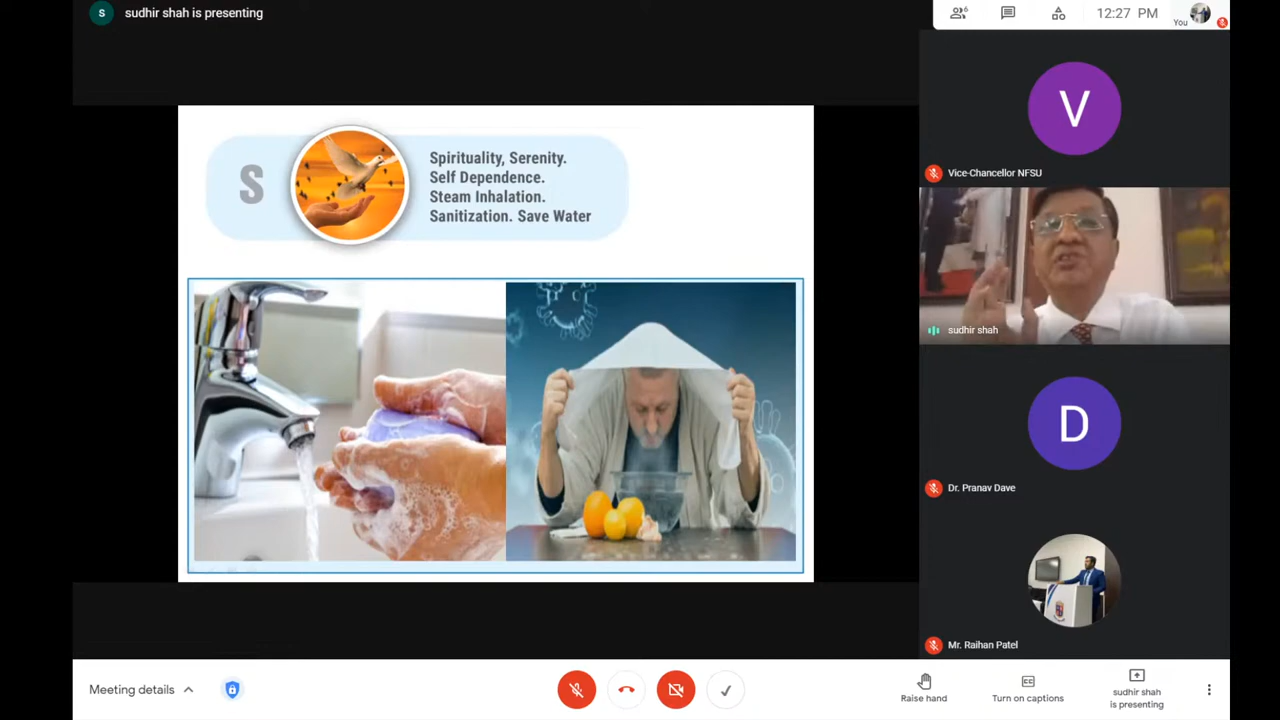 S
sudhir shah is presenting
6
12:27 PM
You
S
Spirituality, Serenity.
Self Dependence.
Steam Inhalation.
Sanitization. Save Water
V
Vice-Chancellor NFSU
sudhir shah
D
Dr. Pranav Dave
Mr. Raihan Patel
Meeting details
Raise hand
CC
Turn on captions
sudhir shah
is presenting